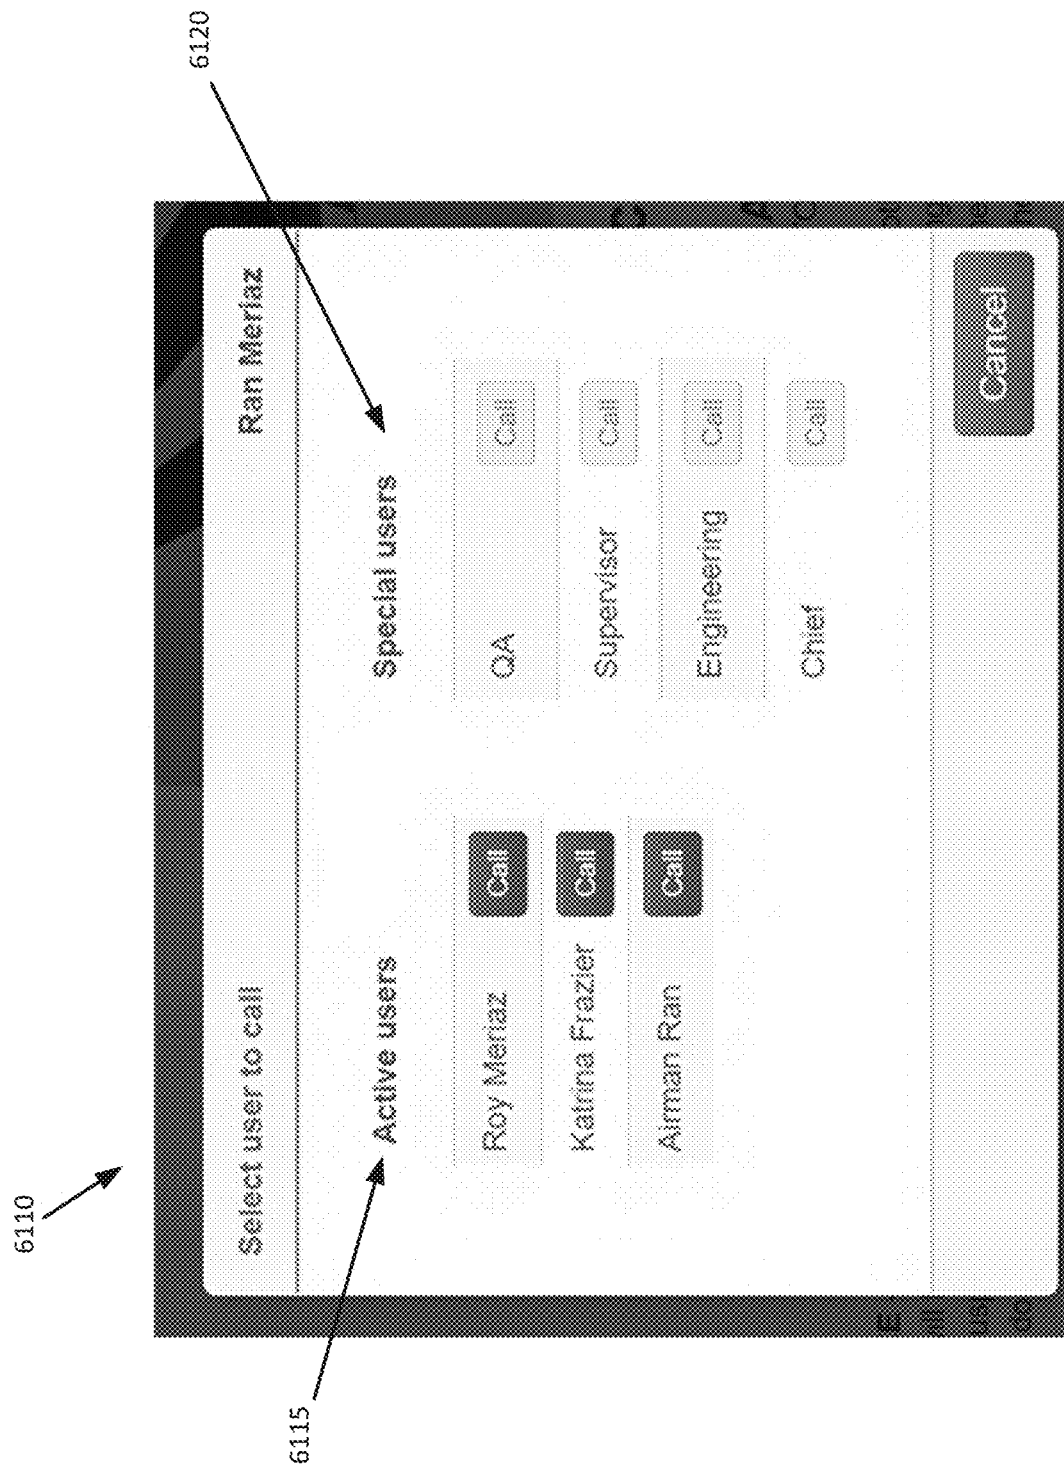 6110
6115
6120
Select user to call
Ran Meriaz
Active users
Roy Meriaz Call
Katrina Frazier Call
Airman Ran Call
Special users
QA Call
Supervisor Call
Engineering Call
Chief Call
Cancel